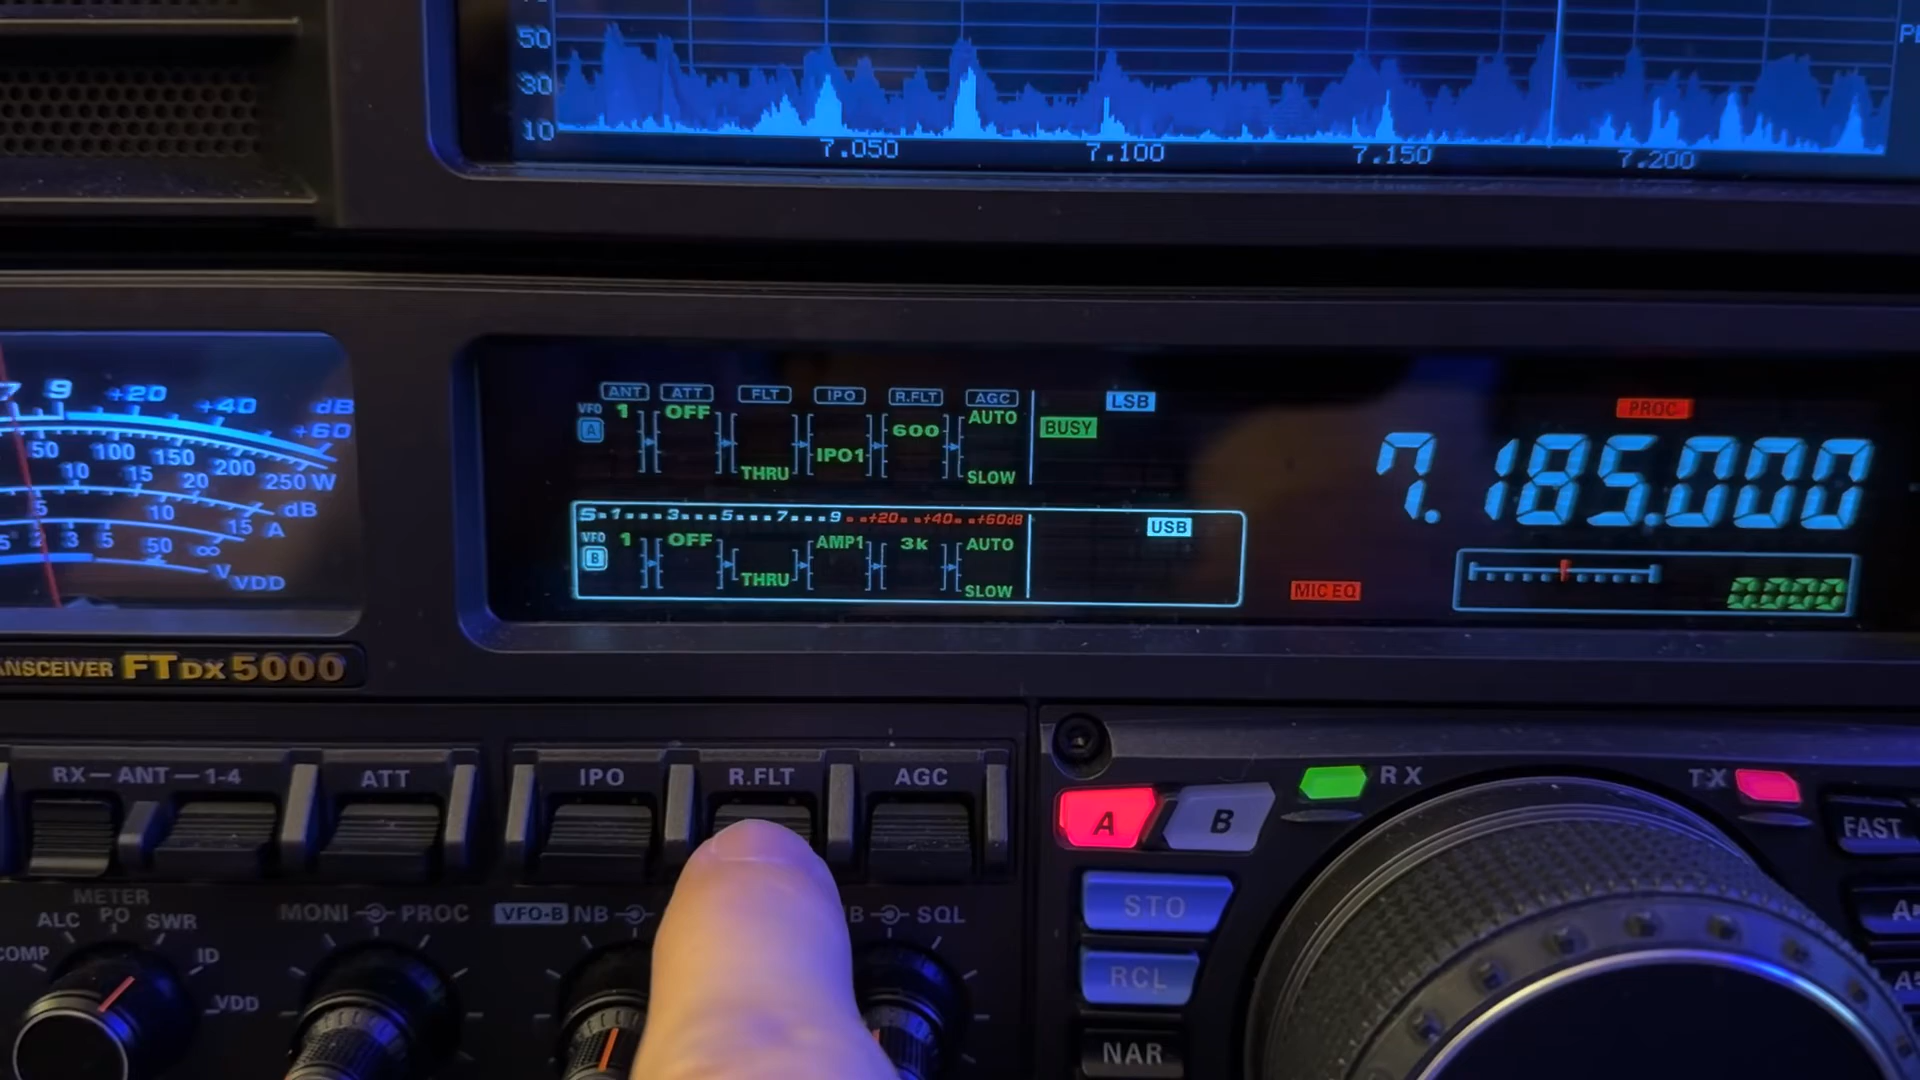 50
30
10
7.050 7.100 7.150 7.200
7 9 +20 +40 dB
+60
50 100 150 200 250 W
10 15 20 dB
5 10 15 A
5 2 3 5 50 ∞
V VDD
ANSCEIVER FTDX5000
ANT ATT FLT IPO R.FLT AGC
VFO A 1 OFF THRU IPO1 600 AUTO SLOW
BUSY LSB
S 1 3 5 7 9 +20 +40 +60dB
VFO B 1 OFF THRU AMP1 3k AUTO SLOW
USB
PROC
7.185.000
MIC EQ
RX-ANT-1-4 ATT IPO R.FLT AGC
A B RX TX FAST
METER
COMP ALC PO SWR ID VDD
MONI PROC VFO-B NB SQL
STO
RCL
NAR